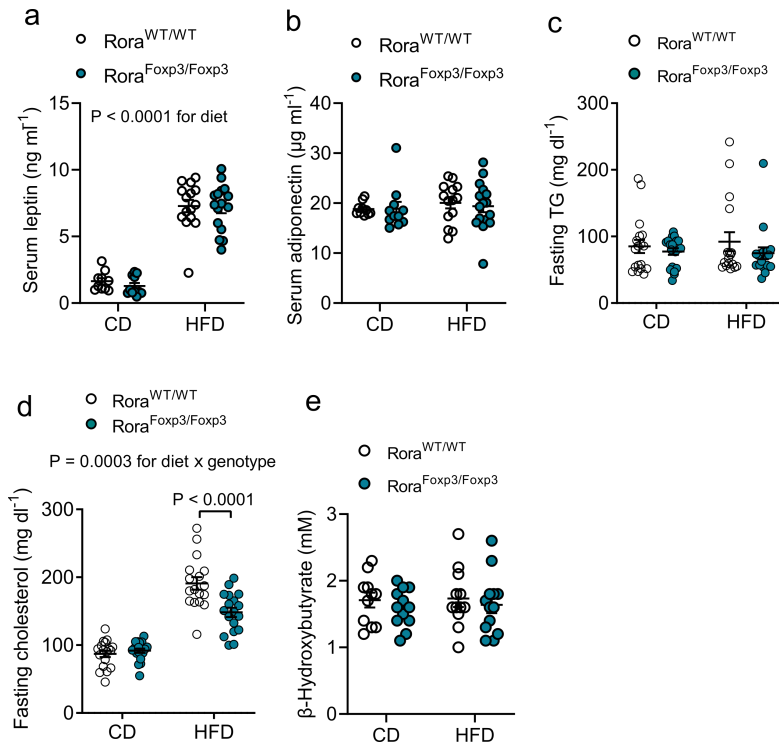 a
Rora^WT/WT
Rora^Foxp3/Foxp3
P < 0.0001 for diet
Serum leptin (ng ml⁻¹)
15
10
5
0
CD HFD
b
Rora^WT/WT
Rora^Foxp3/Foxp3
Serum adiponectin (µg ml⁻¹)
40
30
20
10
0
CD HFD
c
Rora^WT/WT
Rora^Foxp3/Foxp3
Fasting TG (mg dl⁻¹)
300
200
100
0
CD HFD
d
Rora^WT/WT
Rora^Foxp3/Foxp3
P = 0.0003 for diet x genotype
P < 0.0001
Fasting cholesterol (mg dl⁻¹)
300
200
100
0
CD HFD
e
Rora^WT/WT
Rora^Foxp3/Foxp3
β-Hydroxybutyrate (mM)
3
2
1
0
CD HFD